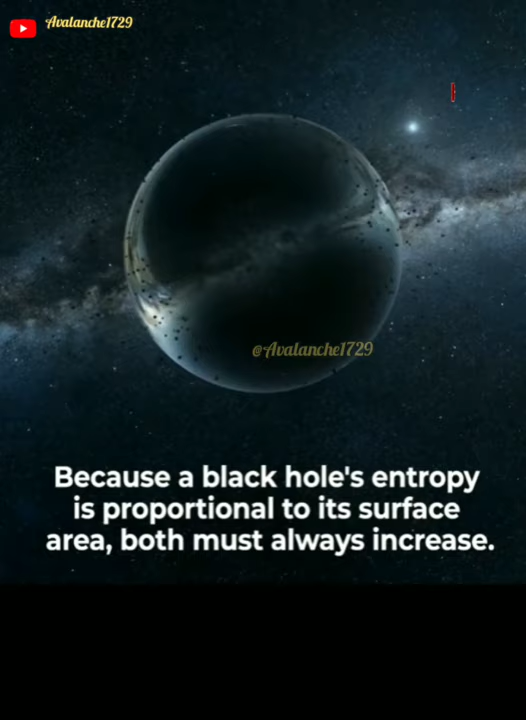 Avalanche1729
@Avalanche1729
Because a black hole's entropy
is proportional to its surface
area, both must always increase.